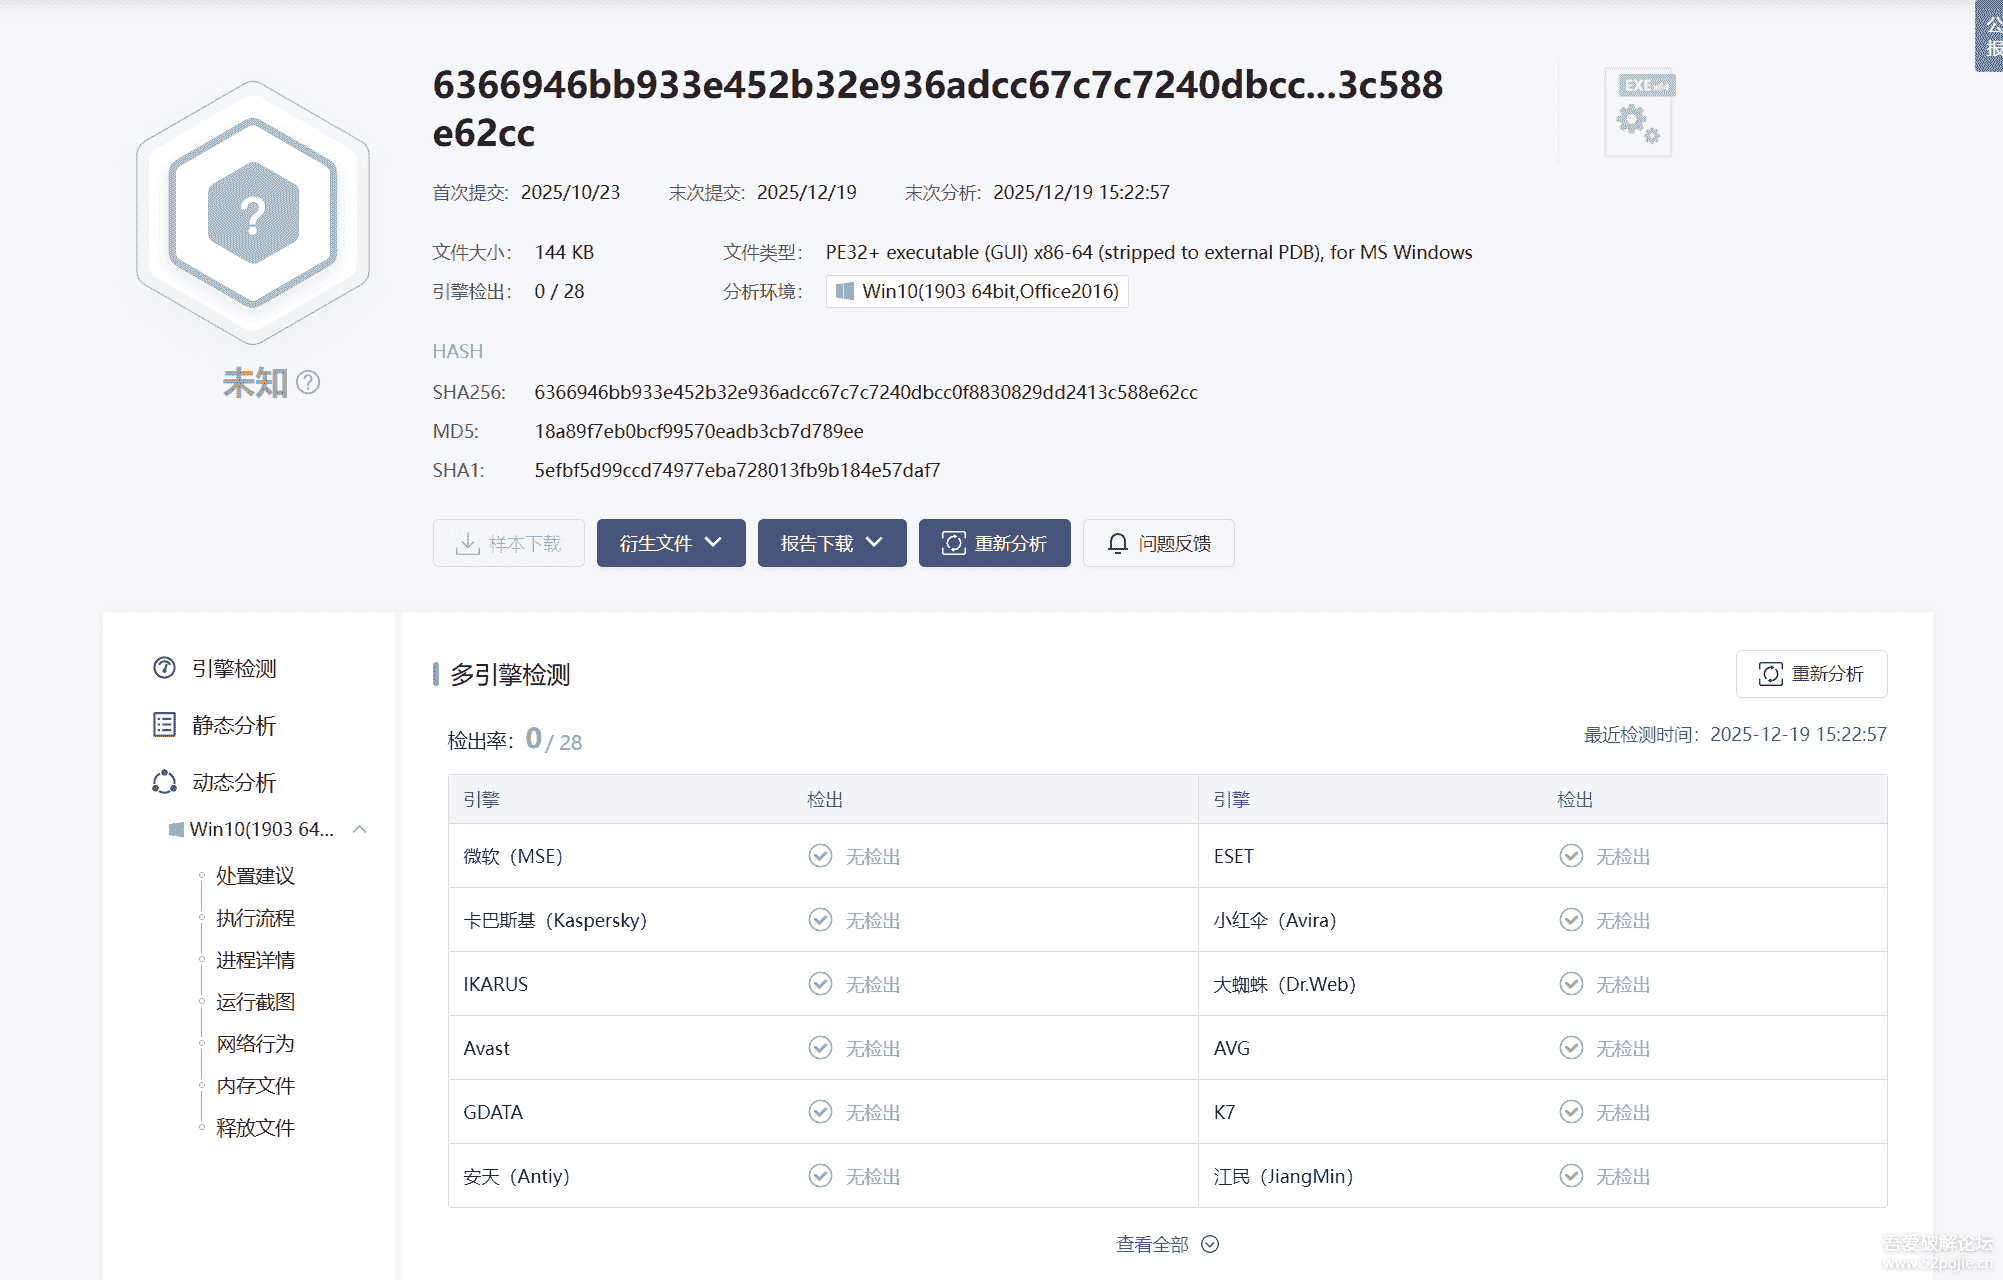 公
报
6366946bb933e452b32e936adcc67c7c7240dbcc...3c588
e62cc
EXE x64
首次提交: 2025/10/23 末次提交: 2025/12/19 末次分析: 2025/12/19 15:22:57
文件大小: 144 KB 文件类型: PE32+ executable (GUI) x86-64 (stripped to external PDB), for MS Windows
引擎检出: 0 / 28 分析环境: Win10(1903 64bit,Office2016)
?
未知 ?
HASH
SHA256: 6366946bb933e452b32e936adcc67c7c7240dbcc0f8830829dd2413c588e62cc
MD5: 18a89f7eb0bcf99570eadb3cb7d789ee
SHA1: 5efbf5d99ccd74977eba728013fb9b184e57daf7
样本下载 衍生文件 报告下载 重新分析 问题反馈
引擎检测
静态分析
动态分析
Win10(1903 64...
处置建议
执行流程
进程详情
运行截图
网络行为
内存文件
释放文件
多引擎检测 重新分析
检出率: 0 / 28 最近检测时间: 2025-12-19 15:22:57
引擎 检出 引擎 检出
微软（MSE） 无检出 ESET 无检出
卡巴斯基（Kaspersky） 无检出 小红伞（Avira） 无检出
IKARUS 无检出 大蜘蛛（Dr.Web） 无检出
Avast 无检出 AVG 无检出
GDATA 无检出 K7 无检出
安天（Antiy） 无检出 江民（JiangMin） 无检出
查看全部
吾爱破解论坛
www.52pojie.cn